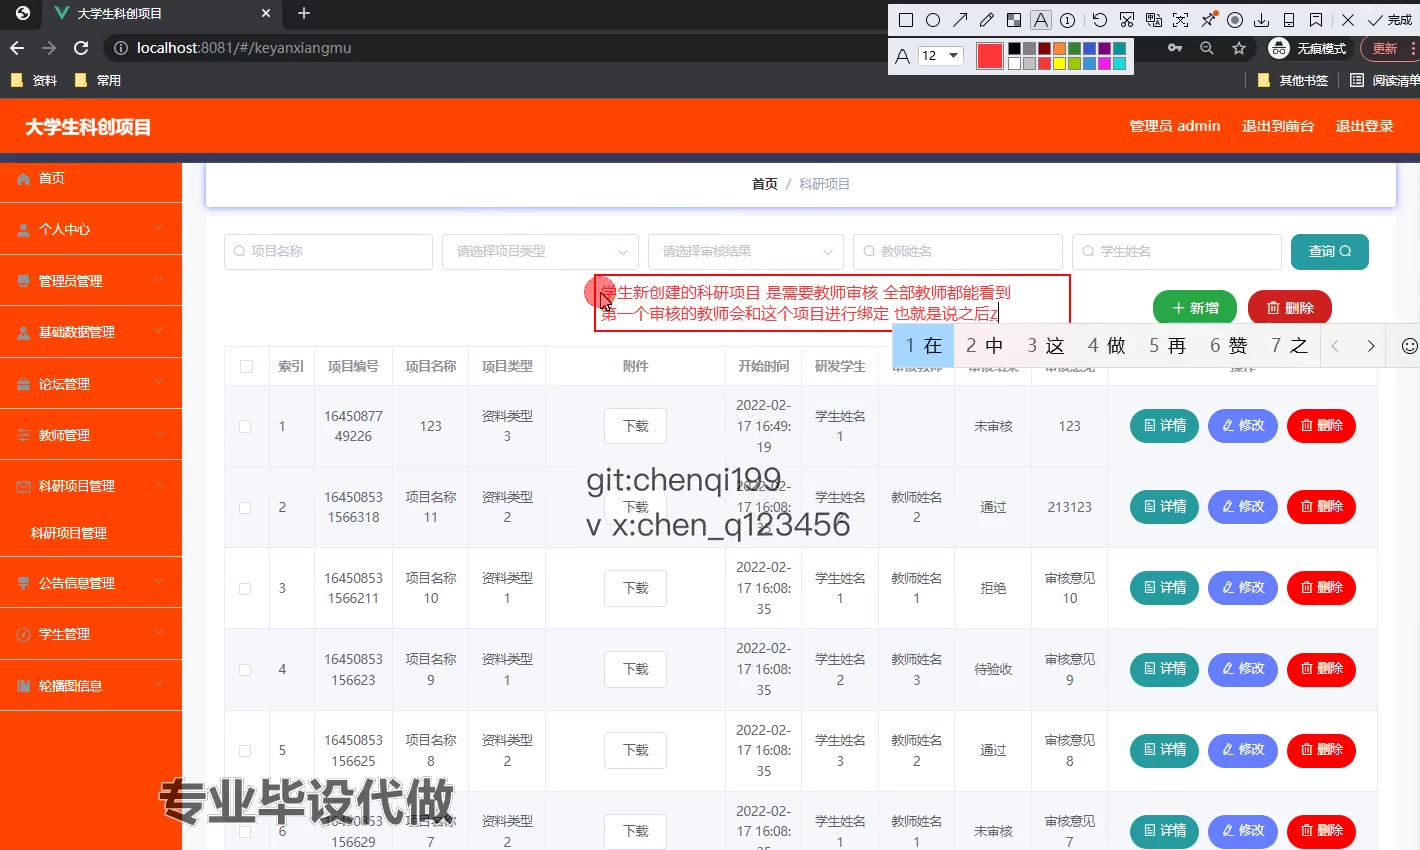 大学生科创项目
localhost:8081/#/keyanxiangmu
12
完成
无痕模式
更新
资料
常用
其他书签
阅读清单
大学生科创项目
管理员 admin
退出到前台
退出登录
首页
个人中心
管理员管理
基础数据管理
论坛管理
教师管理
科研项目管理
科研项目管理
公告信息管理
学生管理
轮播图信息
首页 / 科研项目
项目名称
请选择项目类型
请选择审核结果
教师姓名
学生姓名
查询
学生新创建的科研项目 是需要教师审核 全部教师都能看到
第一个审核的教师会和这个项目进行绑定 也就是说之后z
新增
删除
1 在 2 中 3 这 4 做 5 再 6 赞 7 之
索引 项目编号 项目名称 项目类型 附件 开始时间 研发学生
1 1645087749226 123 资料类型3 下载 2022-02-17 16:49:19 学生姓名1 未审核 123 详情 修改 删除
2 164508531566318 项目名称11 资料类型2 下载 2022-02-17 16:08:35 学生姓名2 教师姓名2 通过 213123 详情 修改 删除
git:chenqi199
v x:chen_q123456
3 164508531566211 项目名称10 资料类型1 下载 2022-02-17 16:08:35 学生姓名1 教师姓名1 拒绝 审核意见10 详情 修改 删除
4 16450853156623 项目名称9 资料类型1 下载 2022-02-17 16:08:35 学生姓名2 教师姓名3 待验收 审核意见9 详情 修改 删除
5 16450853156625 项目名称8 资料类型2 下载 2022-02-17 16:08:35 学生姓名3 教师姓名2 通过 审核意见8 详情 修改 删除
专业毕设代做
6 16450853156629 项目名称7 资料类型2 下载 2022-02-17 16:08: 学生姓名1 教师姓名1 未审核 审核意见7 详情 修改 删除